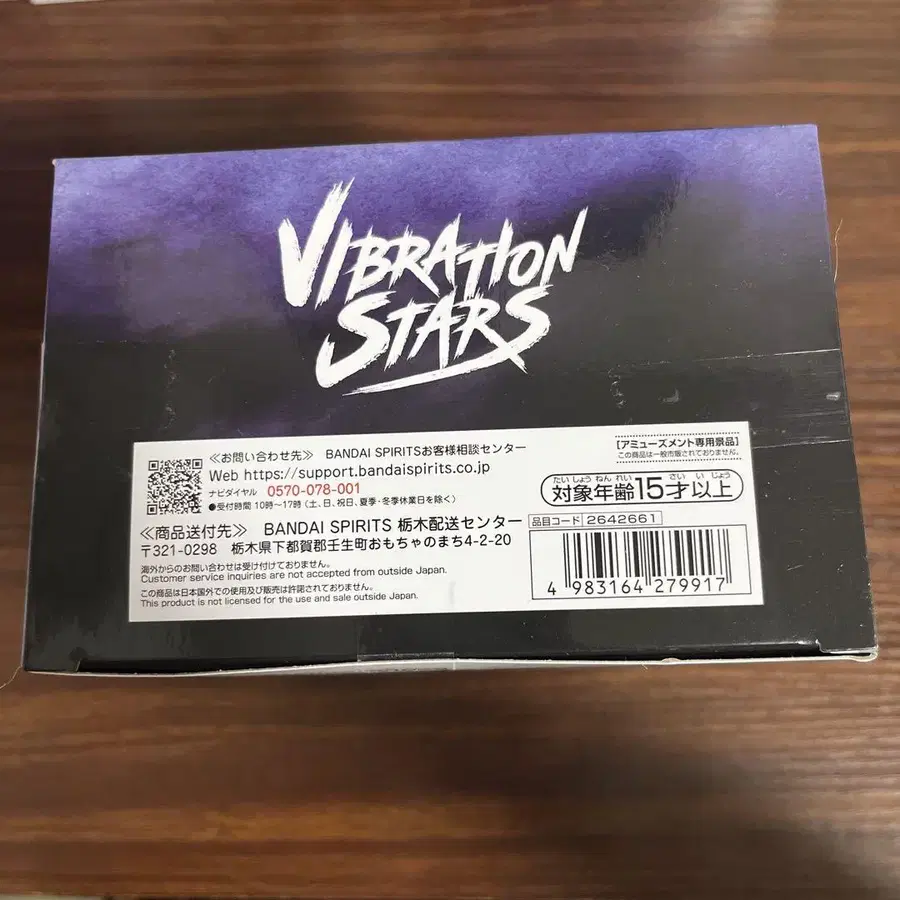 VIBRATION
STARS
≪お問い合わせ先≫ BANDAI SPIRITSお客様相談センター
Web https://support.bandaispirits.co.jp
ナビダイヤル 0570-078-001
●受付時間 10時〜17時(土、日、祝日、夏季・冬季休業日を除く)
≪商品送付先≫ BANDAI SPIRITS 栃木配送センター
〒321-0298 栃木県下都賀郡壬生町おもちゃのまち4-2-20
海外からのお問い合わせは受け付けておりません。
Customer service inquiries are not accepted from outside Japan.
この商品は日本国外での使用及び販売は許諾されておりません。
This product is not licensed for the use and sale outside Japan.
【アミューズメント専用景品】
この商品は一般市販されておりません。
たいしょうねんれい さい いじょう
対象年齢15才以上
品目コード 2642661
4 983164 279917